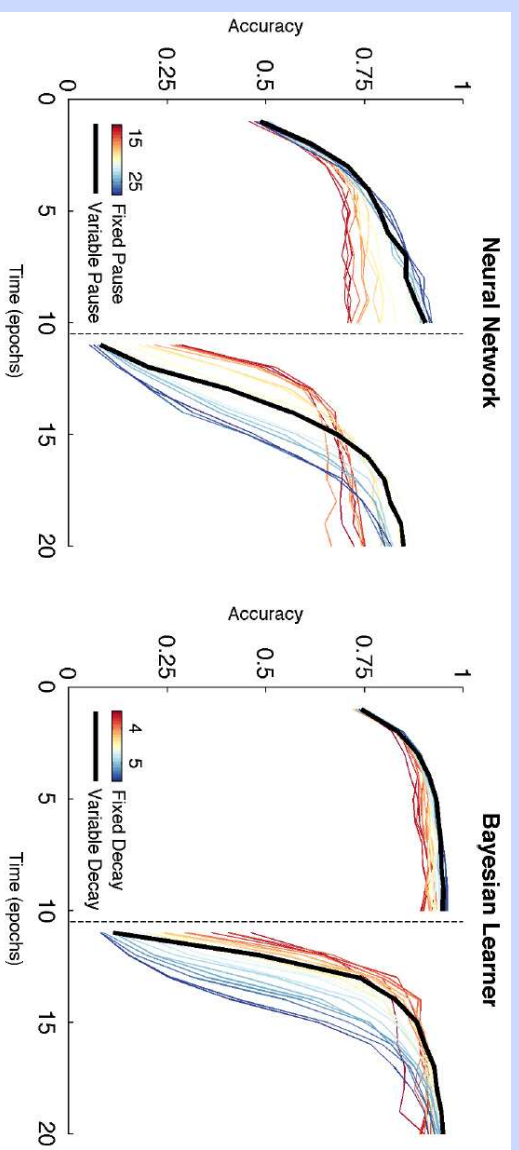 Neural Network
Accuracy
1
0.75
0.5
0.25
0
15 25 Fixed Pause
Variable Pause
0 5 10 15 20
Time (epochs)
Bayesian Learner
Accuracy
1
0.75
0.5
0.25
0
4 5 Fixed Decay
Variable Decay
0 5 10 15 20
Time (epochs)